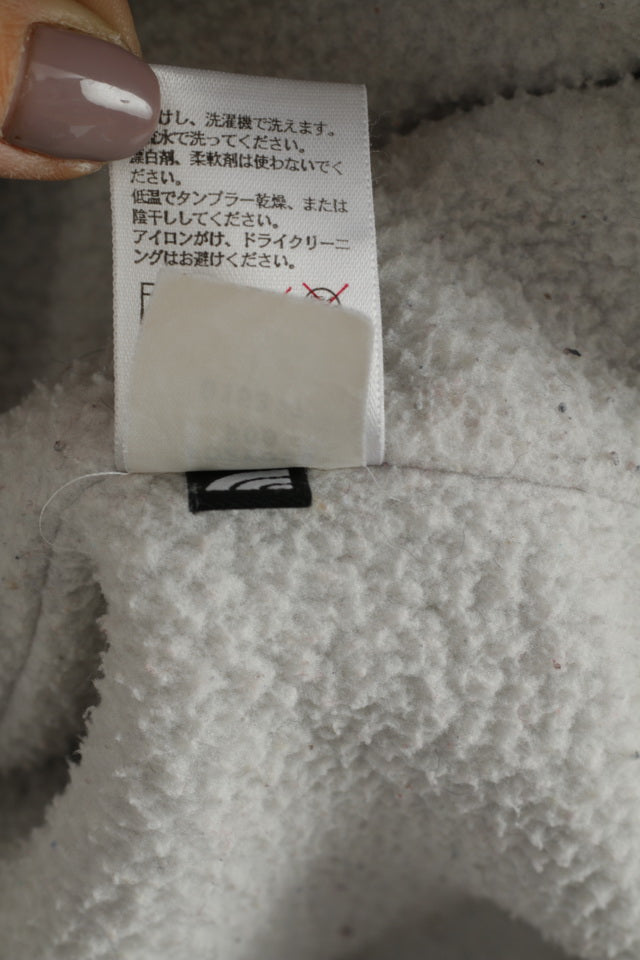 けし、洗濯機で洗えます。
水で洗ってください。
漂白剤、柔軟剤は使わないでく
ださい。
低温でタンブラー乾燥、または
陰干ししてください。
アイロンがけ、ドライクリーニ
ングはお避けください。